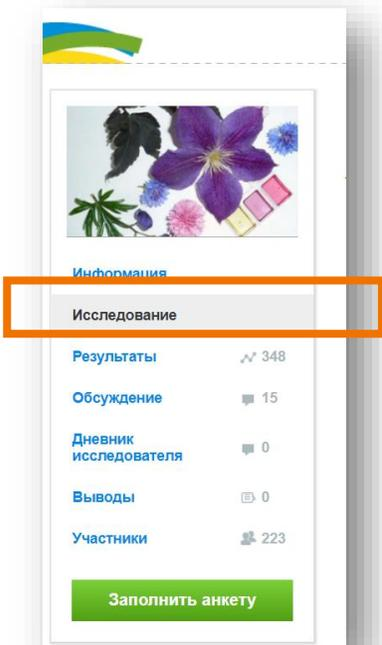 Информация
Исследование
Результаты 348
Обсуждение 15
Дневник
исследователя 0
Выводы 0
Участники 223
Заполнить анкету